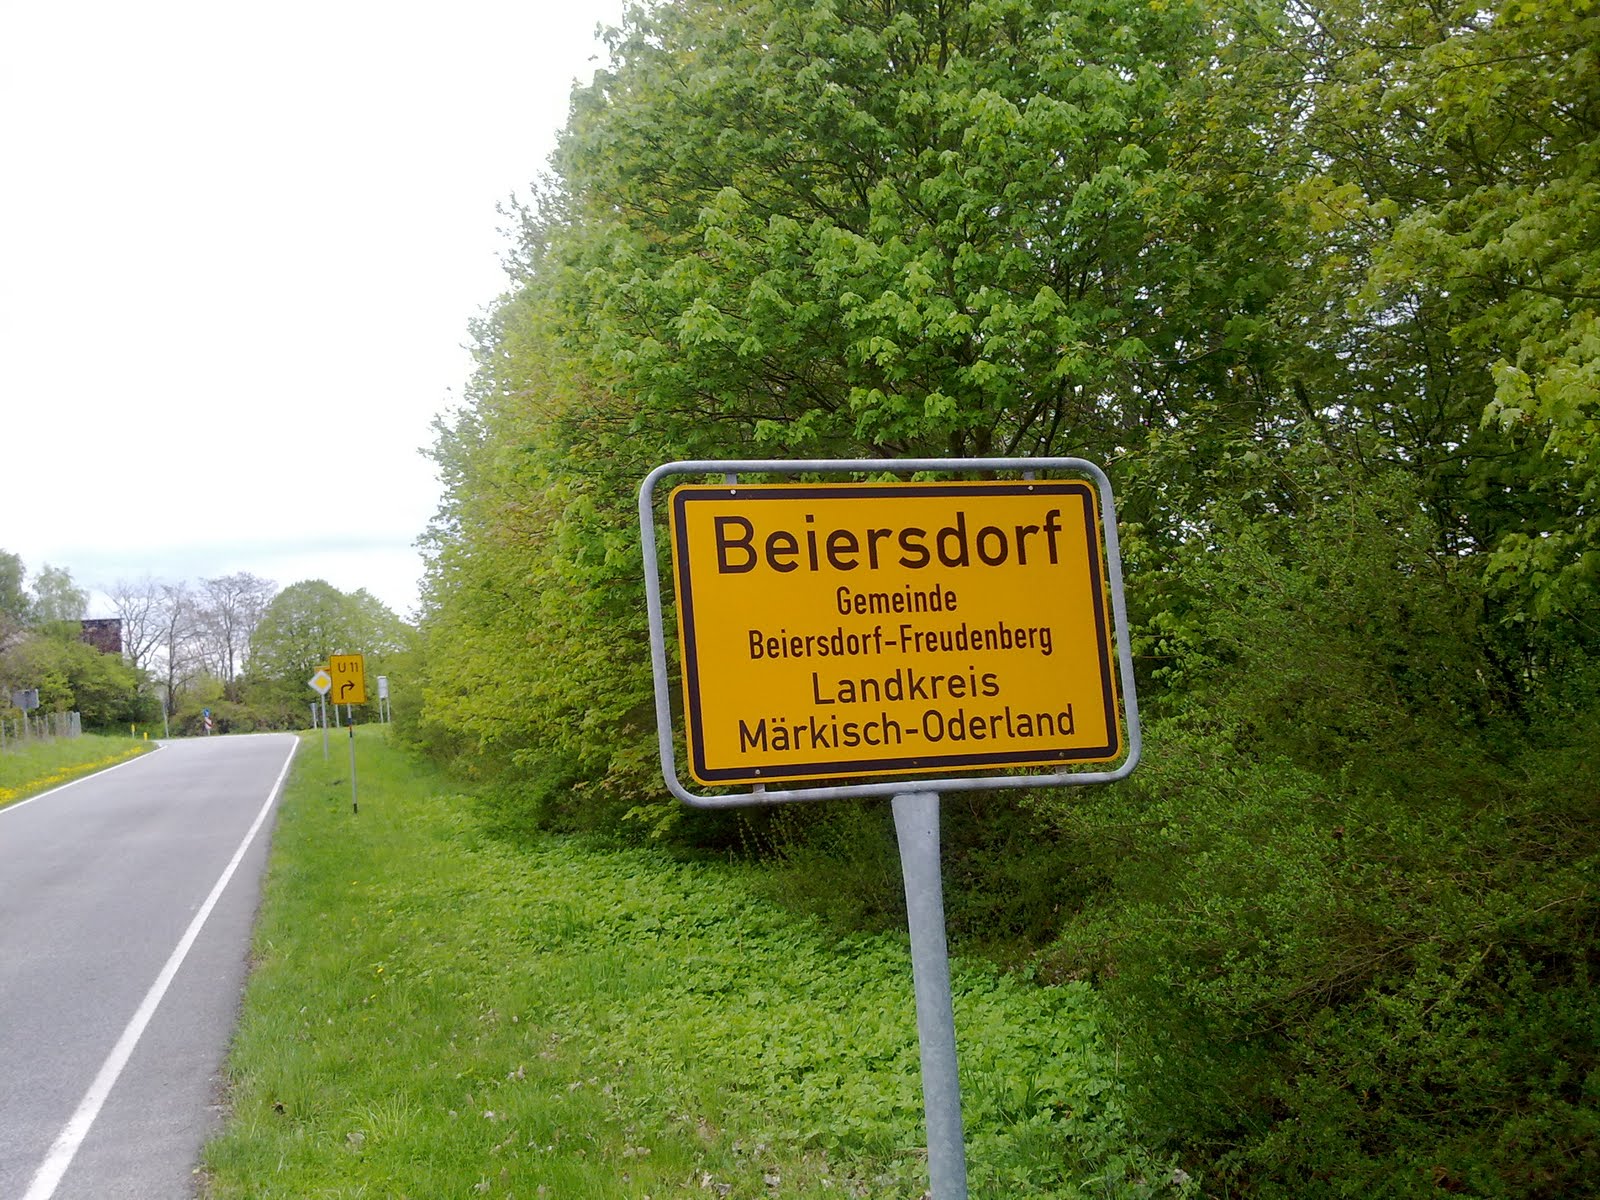 Beiersdorf
Gemeinde
Beiersdorf-Freudenberg
Landkreis
Märkisch-Oderland
U 11